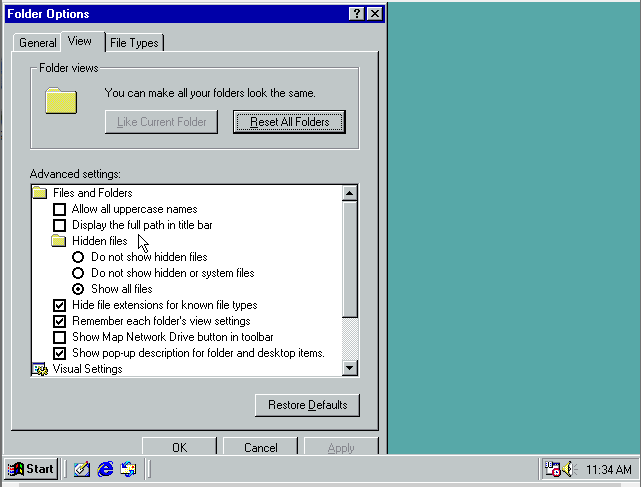 Folder Options
General View File Types
Folder views
You can make all your folders look the same.
Like Current Folder Reset All Folders
Advanced settings:
Files and Folders
Allow all uppercase names
Display the full path in title bar
Hidden files
Do not show hidden files
Do not show hidden or system files
Show all files
Hide file extensions for known file types
Remember each folder's view settings
Show Map Network Drive button in toolbar
Show pop-up description for folder and desktop items.
Visual Settings
Restore Defaults
OK Cancel Apply
Start 11:34 AM